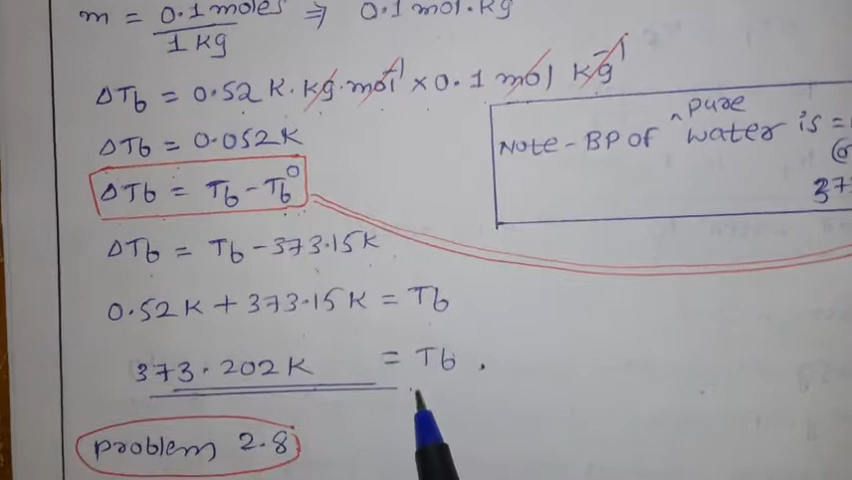 m = 0.1 moles / 1 kg ⇒ 0.1 mol.kg
ΔTb = 0.52 K.kg.mol⁻¹ × 0.1 mol kg⁻¹
ΔTb = 0.052K
ΔTb = Tb - Tb⁰
ΔTb = Tb - 373.15K
0.52K + 373.15K = Tb
373.202K = Tb .
Note - BP of ^ pure water is =
problem 2.8